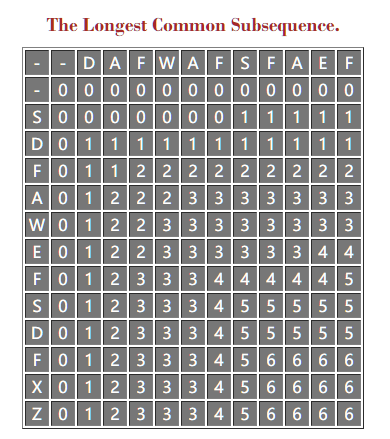 The Longest Common Subsequence.
- - D A F W A F S F A E F
- 0 0 0 0 0 0 0 0 0 0 0 0
S 0 0 0 0 0 0 0 1 1 1 1 1
D 0 1 1 1 1 1 1 1 1 1 1 1
F 0 1 1 2 2 2 2 2 2 2 2 2
A 0 1 2 2 2 3 3 3 3 3 3 3
W 0 1 2 2 3 3 3 3 3 3 3 3
E 0 1 2 2 3 3 3 3 3 3 4 4
F 0 1 2 3 3 3 4 4 4 4 4 5
S 0 1 2 3 3 3 4 5 5 5 5 5
D 0 1 2 3 3 3 4 5 5 5 5 5
F 0 1 2 3 3 3 4 5 6 6 6 6
X 0 1 2 3 3 3 4 5 6 6 6 6
Z 0 1 2 3 3 3 4 5 6 6 6 6